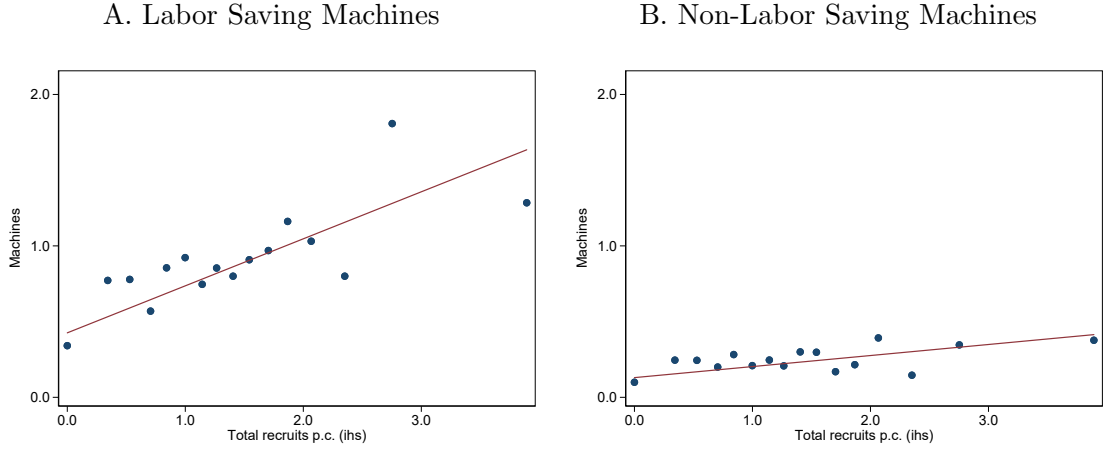 A. Labor Saving Machines
2.0
1.0
0.0
Machines
0.0 1.0 2.0 3.0
Total recruits p.c. (ihs)
B. Non-Labor Saving Machines
2.0
1.0
0.0
Machines
0.0 1.0 2.0 3.0
Total recruits p.c. (ihs)